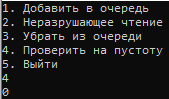 1. Добавить в очередь
2. Неразрушающее чтение
3. Убрать из очереди
4. Проверить на пустоту
5. Выйти
4
0